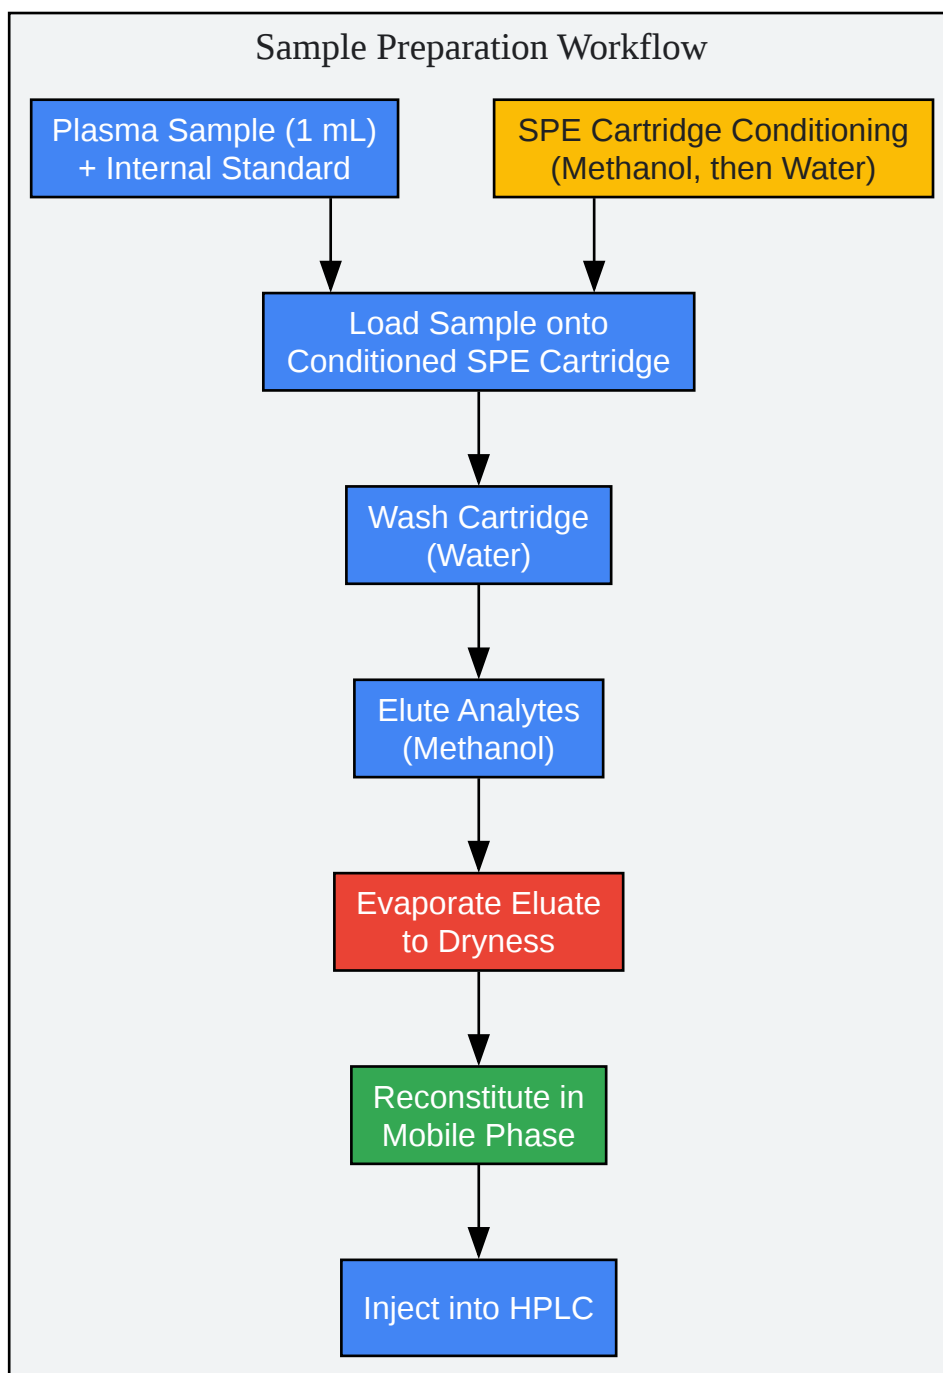 Sample Preparation Workflow
Plasma Sample (1 mL)
+ Internal Standard
SPE Cartridge Conditioning
(Methanol, then Water)
Load Sample onto
Conditioned SPE Cartridge
Wash Cartridge
(Water)
Elute Analytes
(Methanol)
Evaporate Eluate
to Dryness
Reconstitute in
Mobile Phase
Inject into HPLC